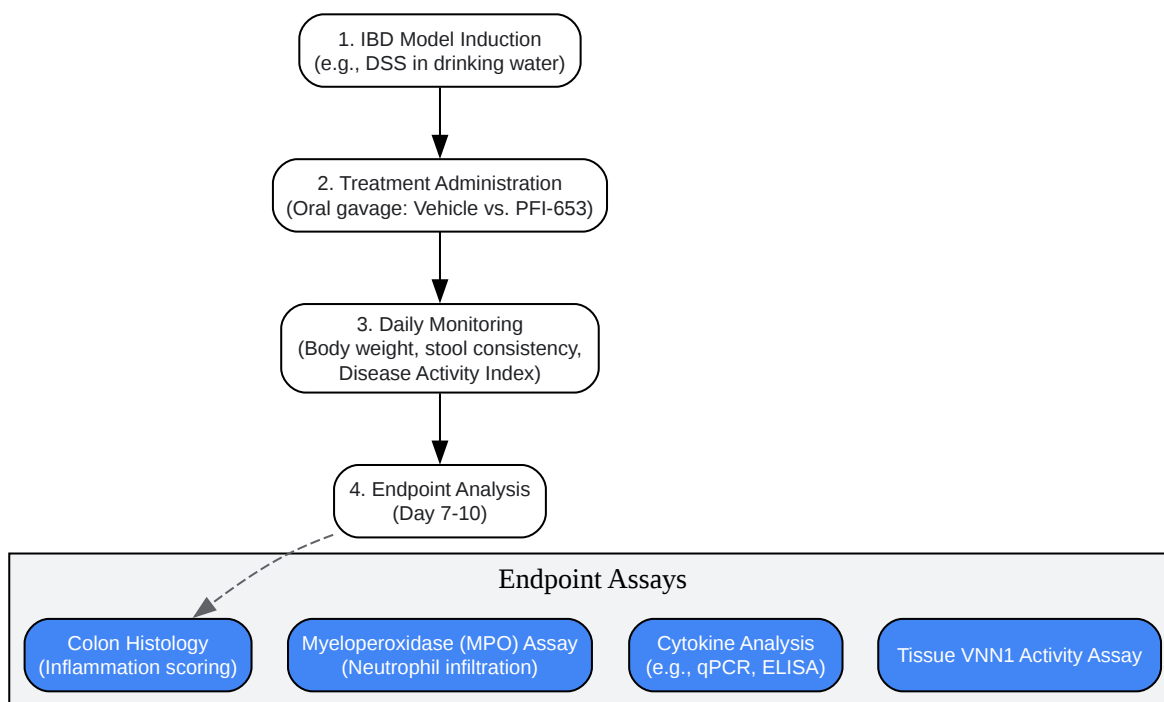 1. IBD Model Induction
(e.g., DSS in drinking water)
2. Treatment Administration
(Oral gavage: Vehicle vs. PFI-653)
3. Daily Monitoring
(Body weight, stool consistency,
Disease Activity Index)
4. Endpoint Analysis
(Day 7-10)
Endpoint Assays
Colon Histology
(Inflammation scoring)
Myeloperoxidase (MPO) Assay
(Neutrophil infiltration)
Cytokine Analysis
(e.g., qPCR, ELISA)
Tissue VNN1 Activity Assay